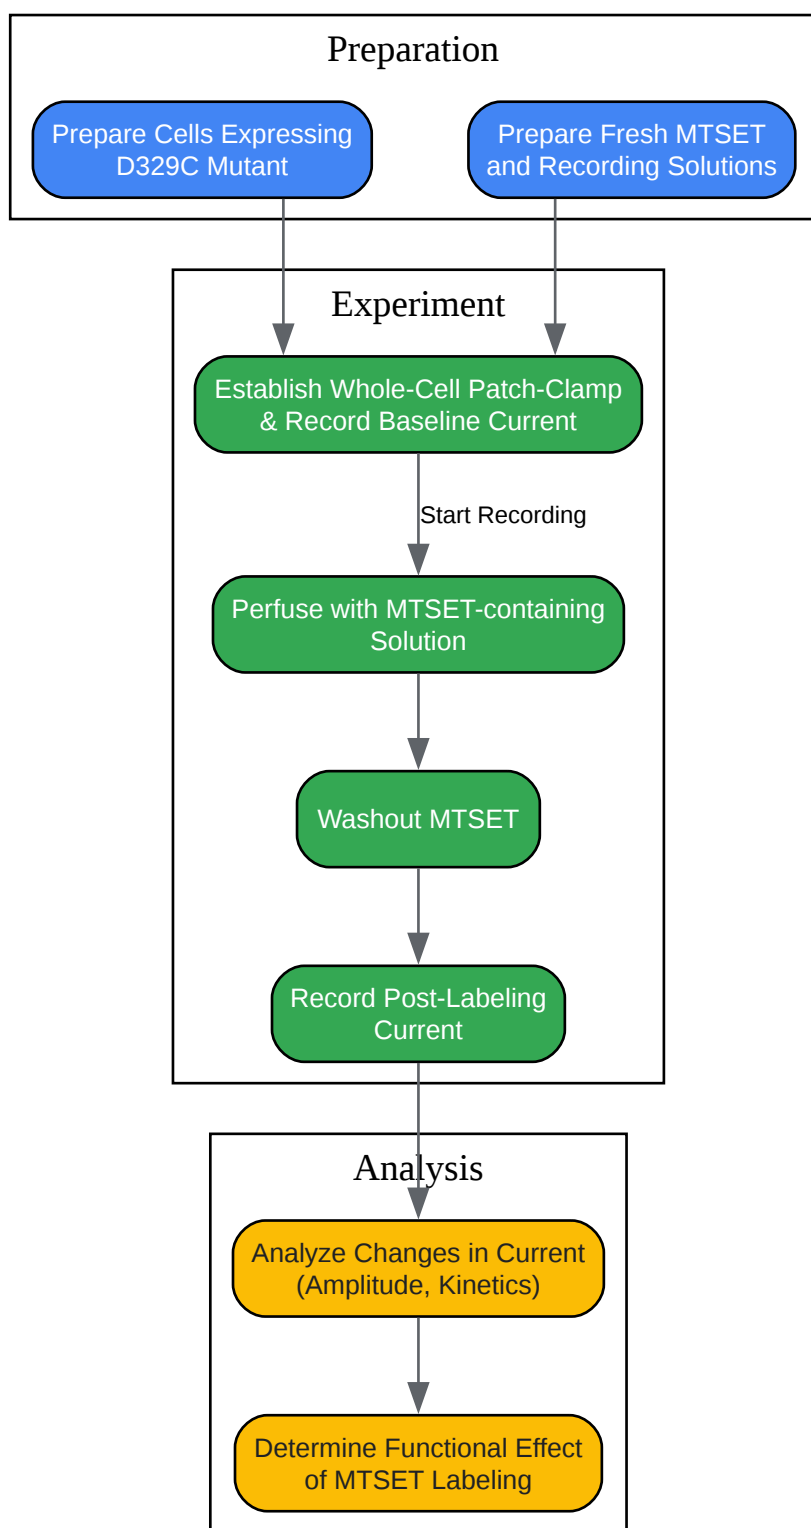 Preparation
Prepare Cells Expressing
D329C Mutant
Prepare Fresh MTSET
and Recording Solutions
Experiment
Establish Whole-Cell Patch-Clamp
& Record Baseline Current
Start Recording
Perfuse with MTSET-containing
Solution
Washout MTSET
Record Post-Labeling
Current
Analysis
Analyze Changes in Current
(Amplitude, Kinetics)
Determine Functional Effect
of MTSET Labeling